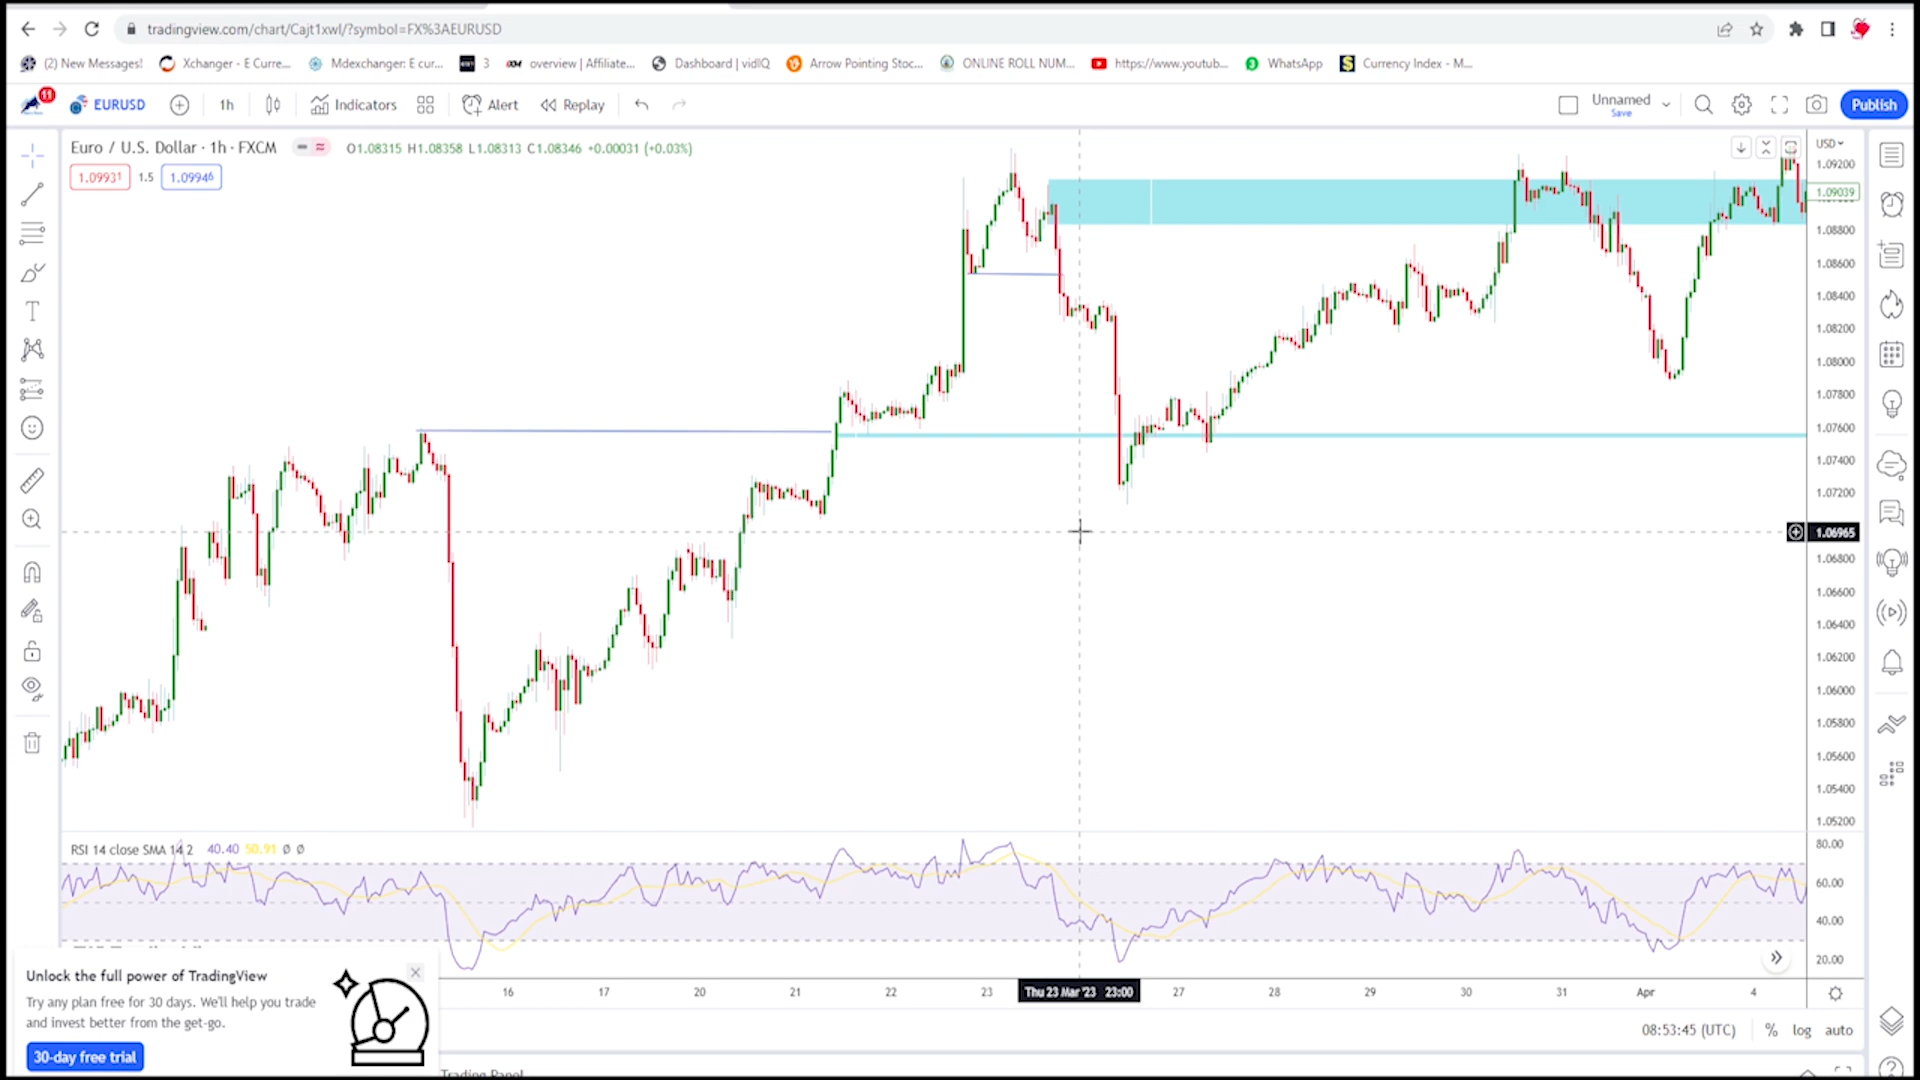 tradingview.com/chart/Cajt1xwl/?symbol=FX%3AEURUSD
(2) New Messages! Xchanger - E Curre... Mdexchanger: E cur... 3 overview | Affiliate... Dashboard | vidIQ Arrow Pointing Stoc... ONLINE ROLL NUM... https://www.youtub... WhatsApp Currency Index - M...
11 EURUSD 1h Indicators Alert Replay Unnamed Save Publish
Euro / U.S. Dollar · 1h · FXCM O1.08315 H1.08358 L1.08313 C1.08346 +0.00031 (+0.03%) USD
1.09931 1.5 1.09946
1.09200
1.09039
1.08800
1.08600
1.08400
1.08200
1.08000
1.07800
1.07600
1.07400
1.07200
1.06965
1.06800
1.06600
1.06400
1.06200
1.06000
1.05800
1.05600
1.05400
1.05200
RSI 14 close SMA 14 2 40.40 50.91 Ø Ø
80.00
60.00
40.00
20.00
16 17 20 21 22 23 Thu 23 Mar '23 23:00 27 28 29 30 31 Apr 4
Unlock the full power of TradingView
Try any plan free for 30 days. We'll help you trade
and invest better from the get-go.
30-day free trial
08:53:45 (UTC) % log auto
Trading Panel